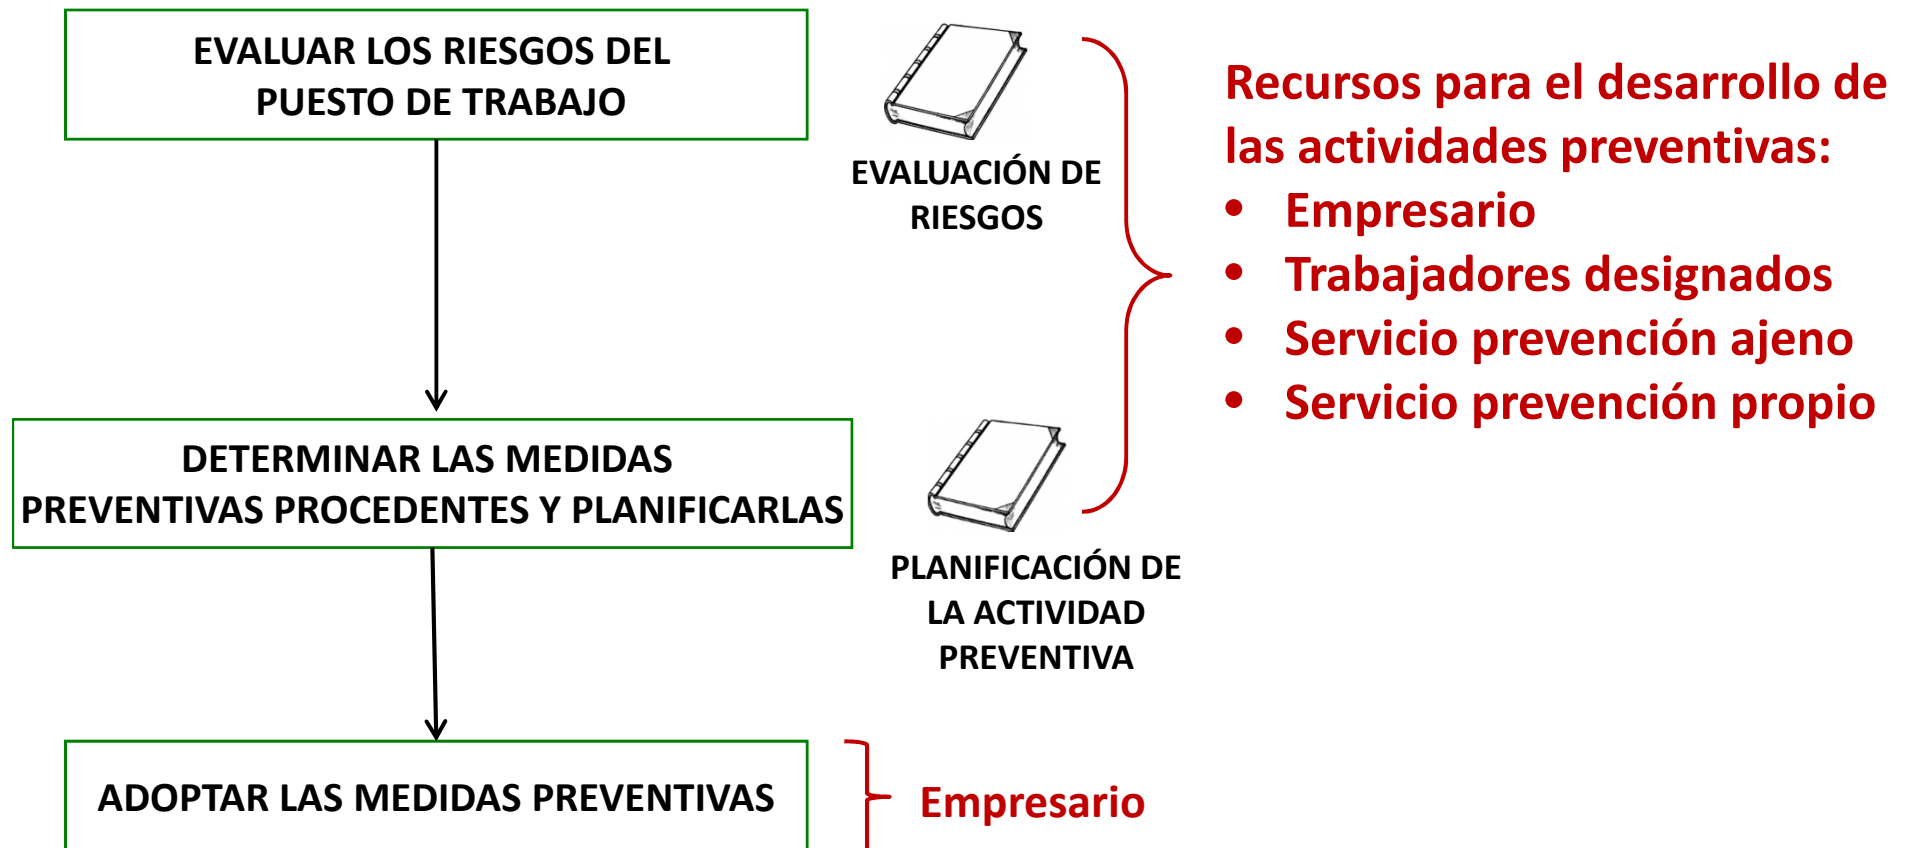 EVALUAR LOS RIESGOS DEL
PUESTO DE TRABAJO
EVALUACIÓN DE
RIESGOS
Recursos para el desarrollo de
las actividades preventivas:
• Empresario
• Trabajadores designados
• Servicio prevención ajeno
• Servicio prevención propio
DETERMINAR LAS MEDIDAS
PREVENTIVAS PROCEDENTES Y PLANIFICARLAS
PLANIFICACIÓN DE
LA ACTIVIDAD
PREVENTIVA
ADOPTAR LAS MEDIDAS PREVENTIVAS
Empresario